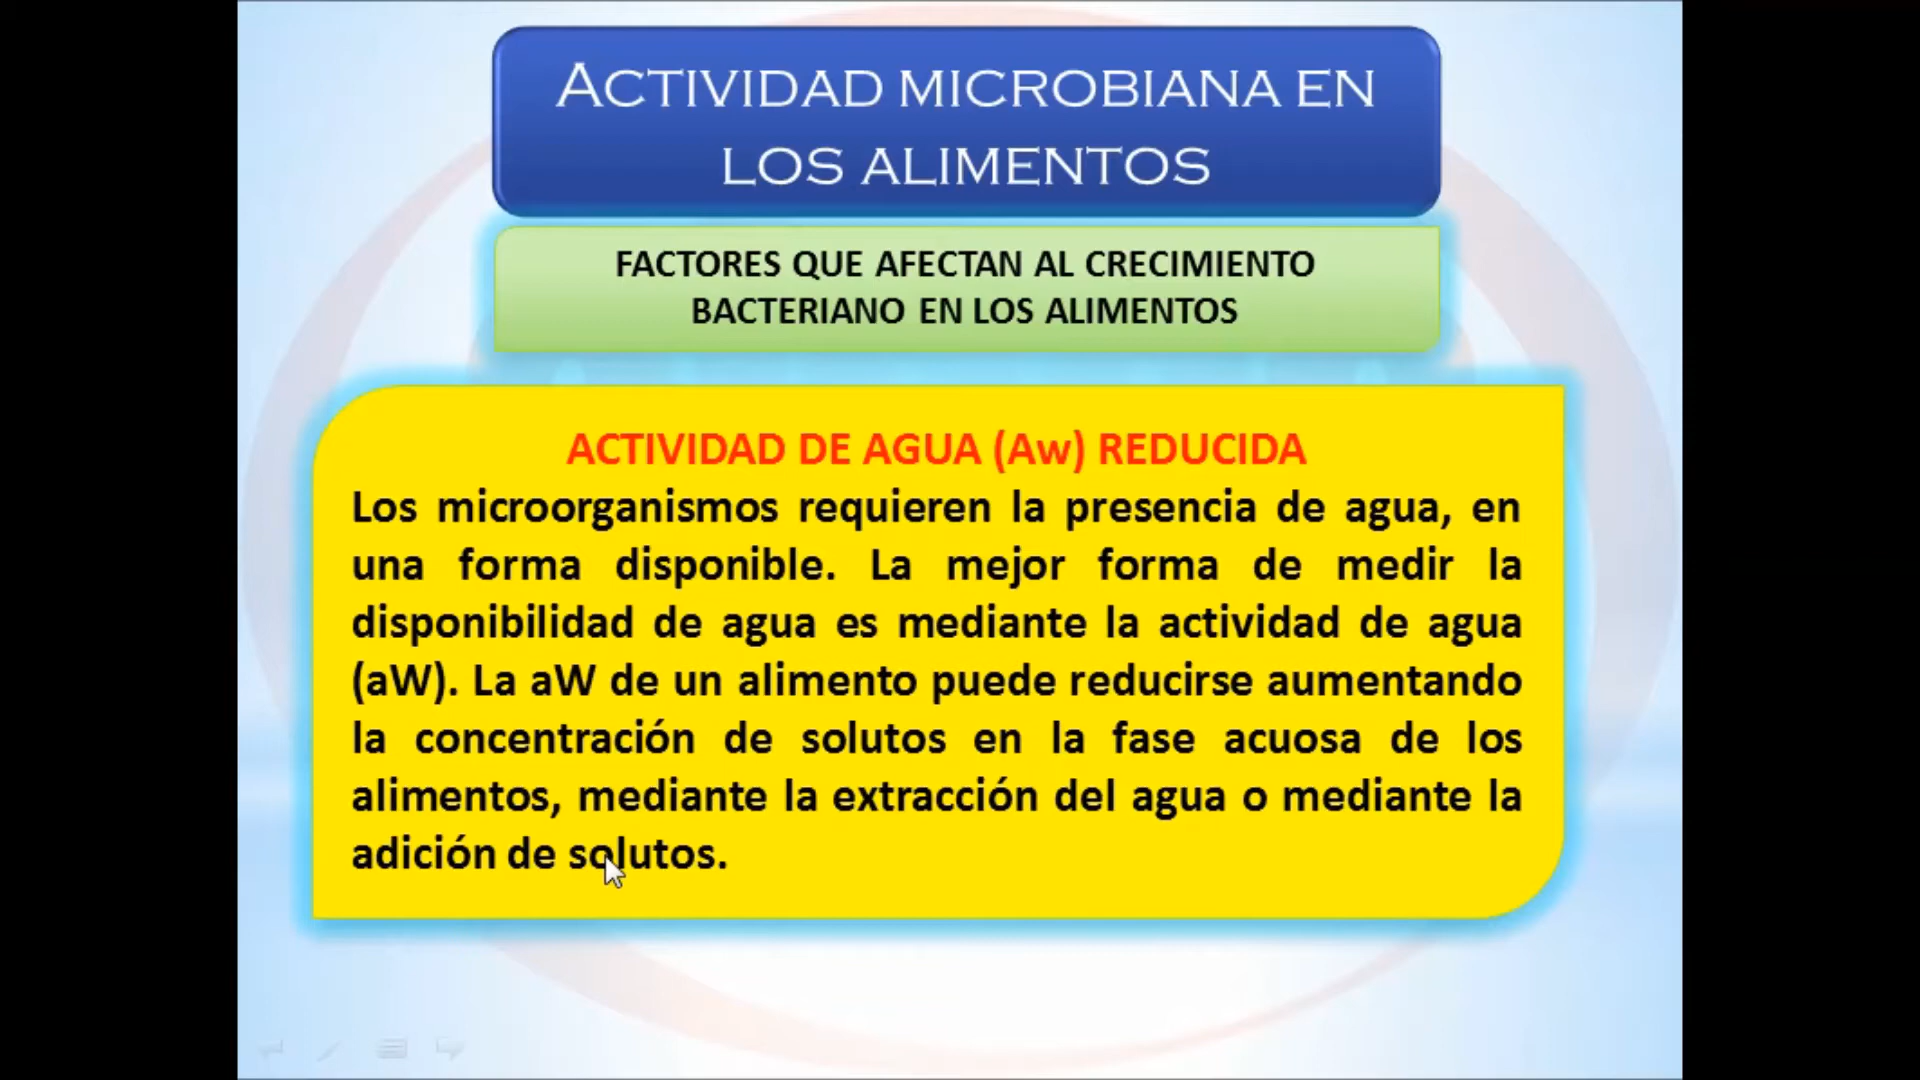 ACTIVIDAD MICROBIANA EN
LOS ALIMENTOS
FACTORES QUE AFECTAN AL CRECIMIENTO
BACTERIANO EN LOS ALIMENTOS
ACTIVIDAD DE AGUA (Aw) REDUCIDA
Los microorganismos requieren la presencia de agua, en
una forma disponible. La mejor forma de medir la
disponibilidad de agua es mediante la actividad de agua
(aW). La aW de un alimento puede reducirse aumentando
la concentración de solutos en la fase acuosa de los
alimentos, mediante la extracción del agua o mediante la
adición de solutos.